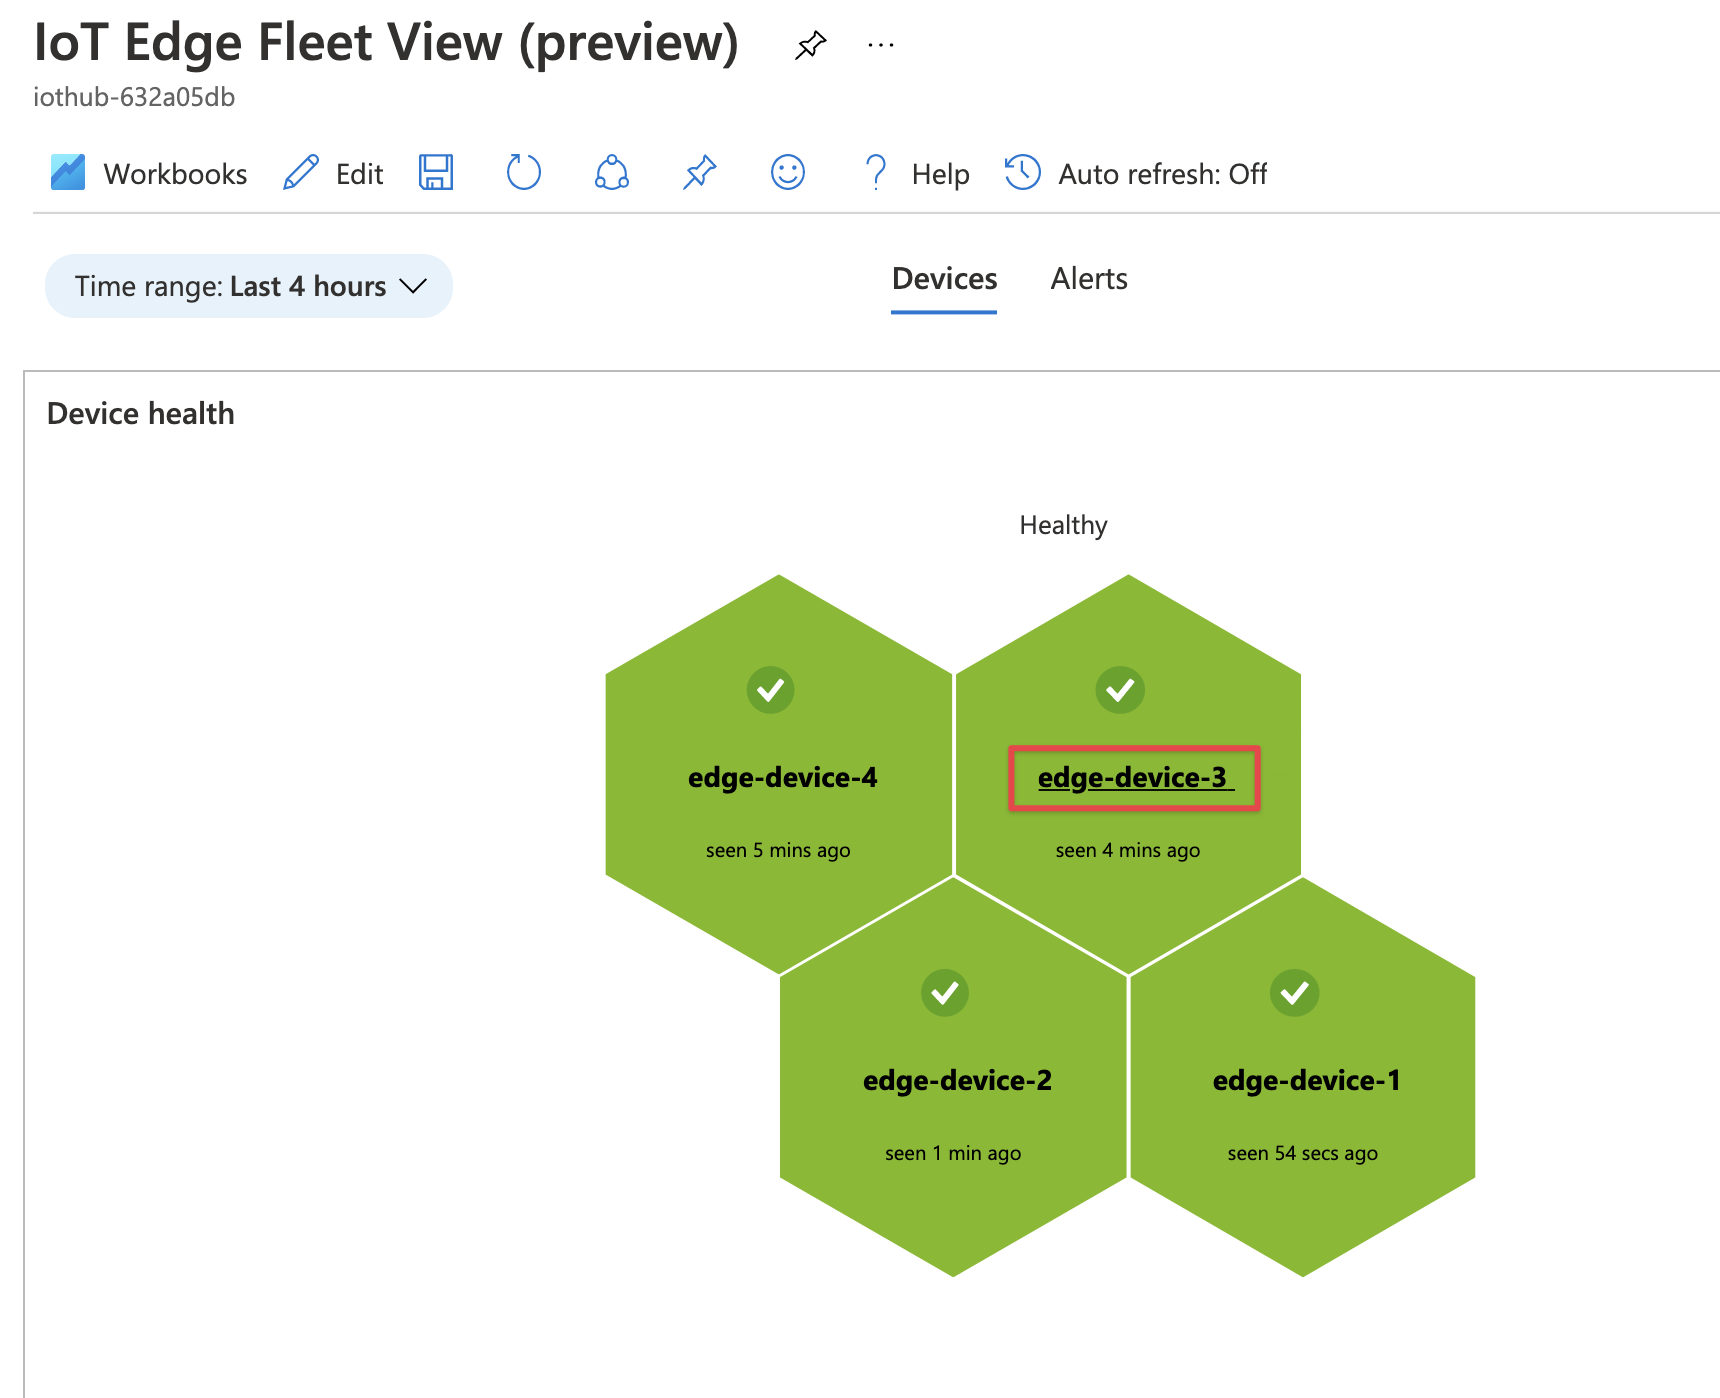 IoT Edge Fleet View (preview)
iothub-632a05db
Workbooks Edit Help Auto refresh: Off
Time range: Last 4 hours Devices Alerts
Device health
Healthy
edge-device-4 edge-device-3
seen 5 mins ago seen 4 mins ago
edge-device-2 edge-device-1
seen 1 min ago seen 54 secs ago